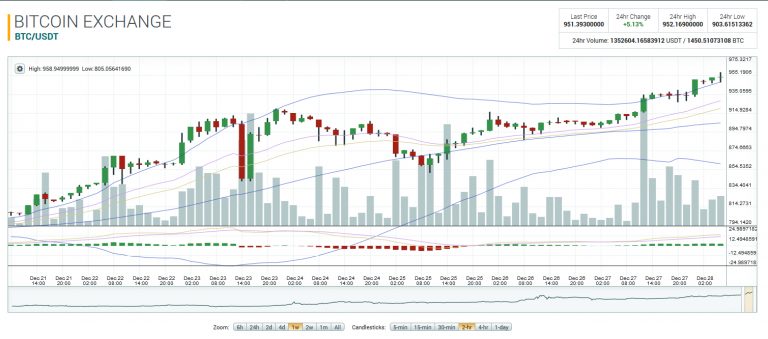 BITCOIN EXCHANGE
BTC/USDT
Last Price 24hr Change 24hr High 24hr Low
951.39300000 +5.13% 952.16900000 903.61513362
24hr Volume: 1352604.16583912 USDT / 1450.51073108 BTC
High: 958.94999999 Low: 805.05641690
975.3217
955.1906
935.0595
914.9284
894.7974
874.6663
854.5352
834.4041
814.2731
794.1420
24.9897182
12.4948591
-12.4948591
-24.9897182
Dec 21 Dec 21 Dec 22 Dec 22 Dec 22 Dec 22 Dec 23 Dec 23 Dec 23 Dec 23 Dec 24 Dec 24 Dec 24 Dec 24 Dec 25 Dec 25 Dec 25 Dec 25 Dec 26 Dec 26 Dec 26 Dec 26 Dec 27 Dec 27 Dec 27 Dec 27 Dec 28
14:00 20:00 02:00 08:00 14:00 20:00 02:00 08:00 14:00 20:00 02:00 08:00 14:00 20:00 02:00 08:00 14:00 20:00 02:00 08:00 14:00 20:00 02:00 08:00 14:00 20:00 02:00
Zoom: 6h 24h 2d 4d 1w 2w 1m All Candlesticks: 5-min 15-min 30-min 2-hr 4-hr 1-day